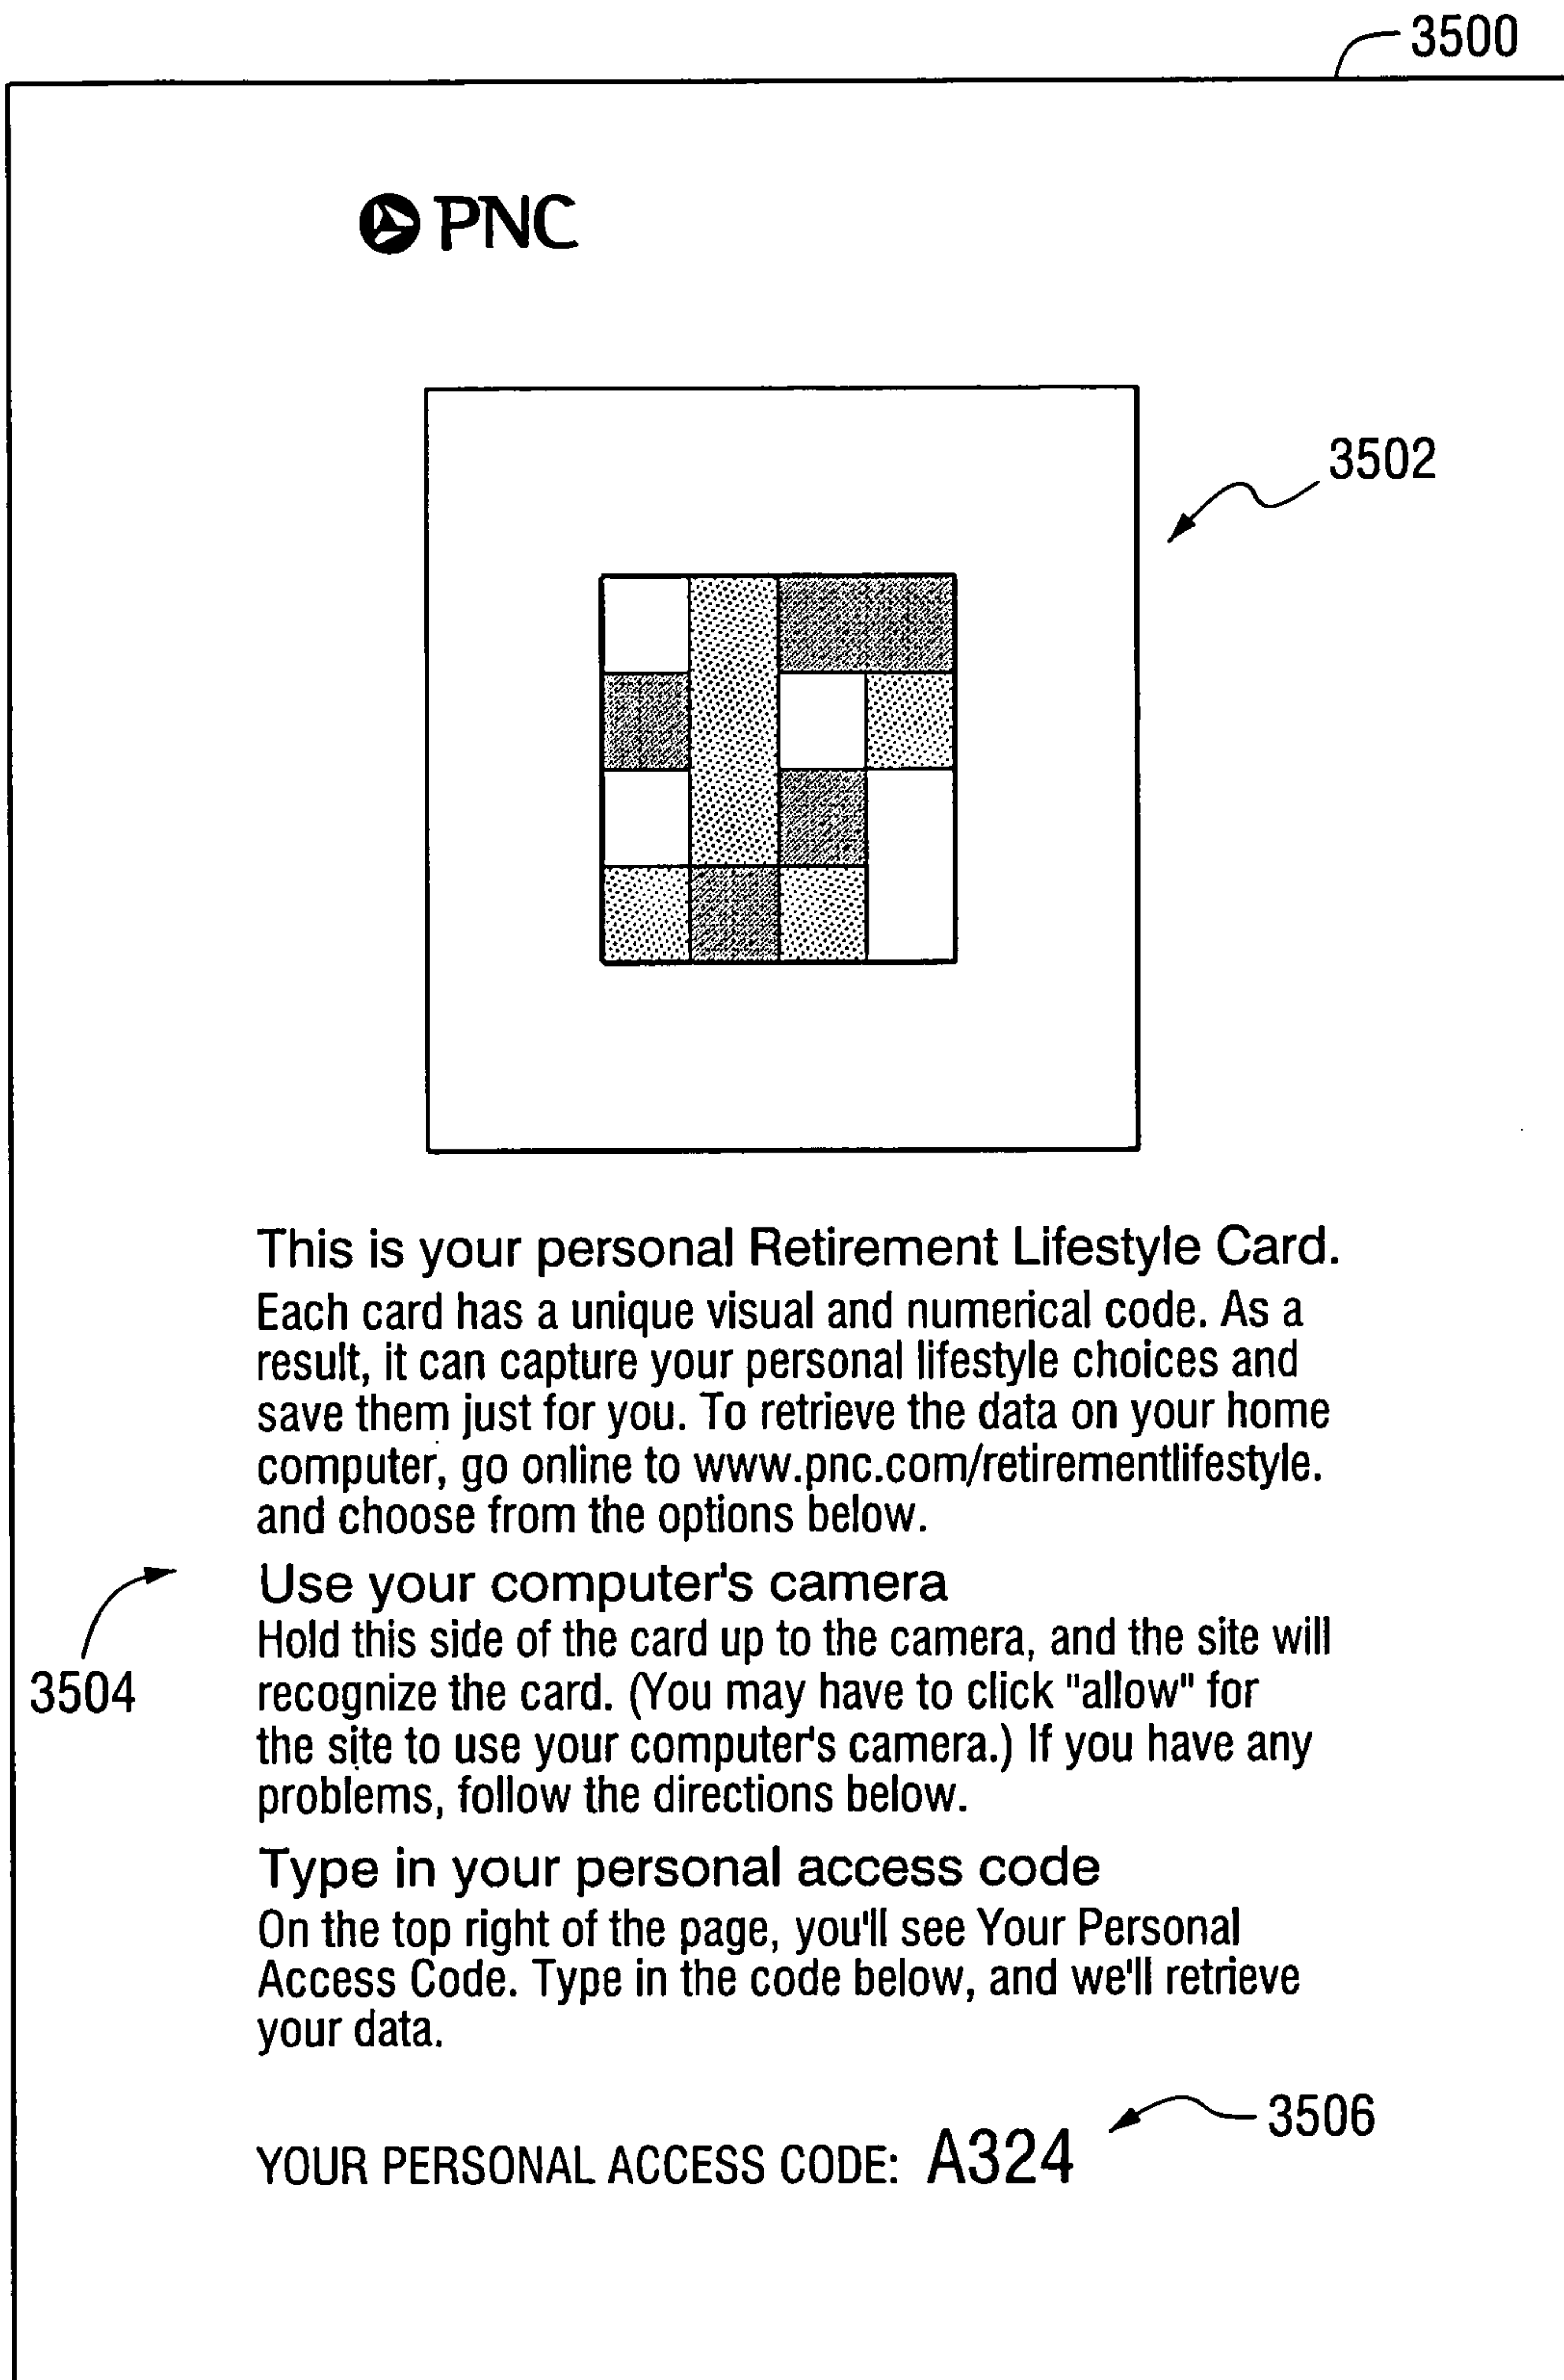 3500
PNC
3502
This is your personal Retirement Lifestyle Card.
Each card has a unique visual and numerical code. As a
result, it can capture your personal lifestyle choices and
save them just for you. To retrieve the data on your home
computer, go online to www.pnc.com/retirementlifestyle.
and choose from the options below.
Use your computer's camera
Hold this side of the card up to the camera, and the site will
3504
recognize the card. (You may have to click "allow" for
the site to use your computer's camera.) If you have any
problems, follow the directions below.
Type in your personal access code
On the top right of the page, you'll see Your Personal
Access Code. Type in the code below, and we'll retrieve
your data.
3506
YOUR PERSONAL ACCESS CODE: A324